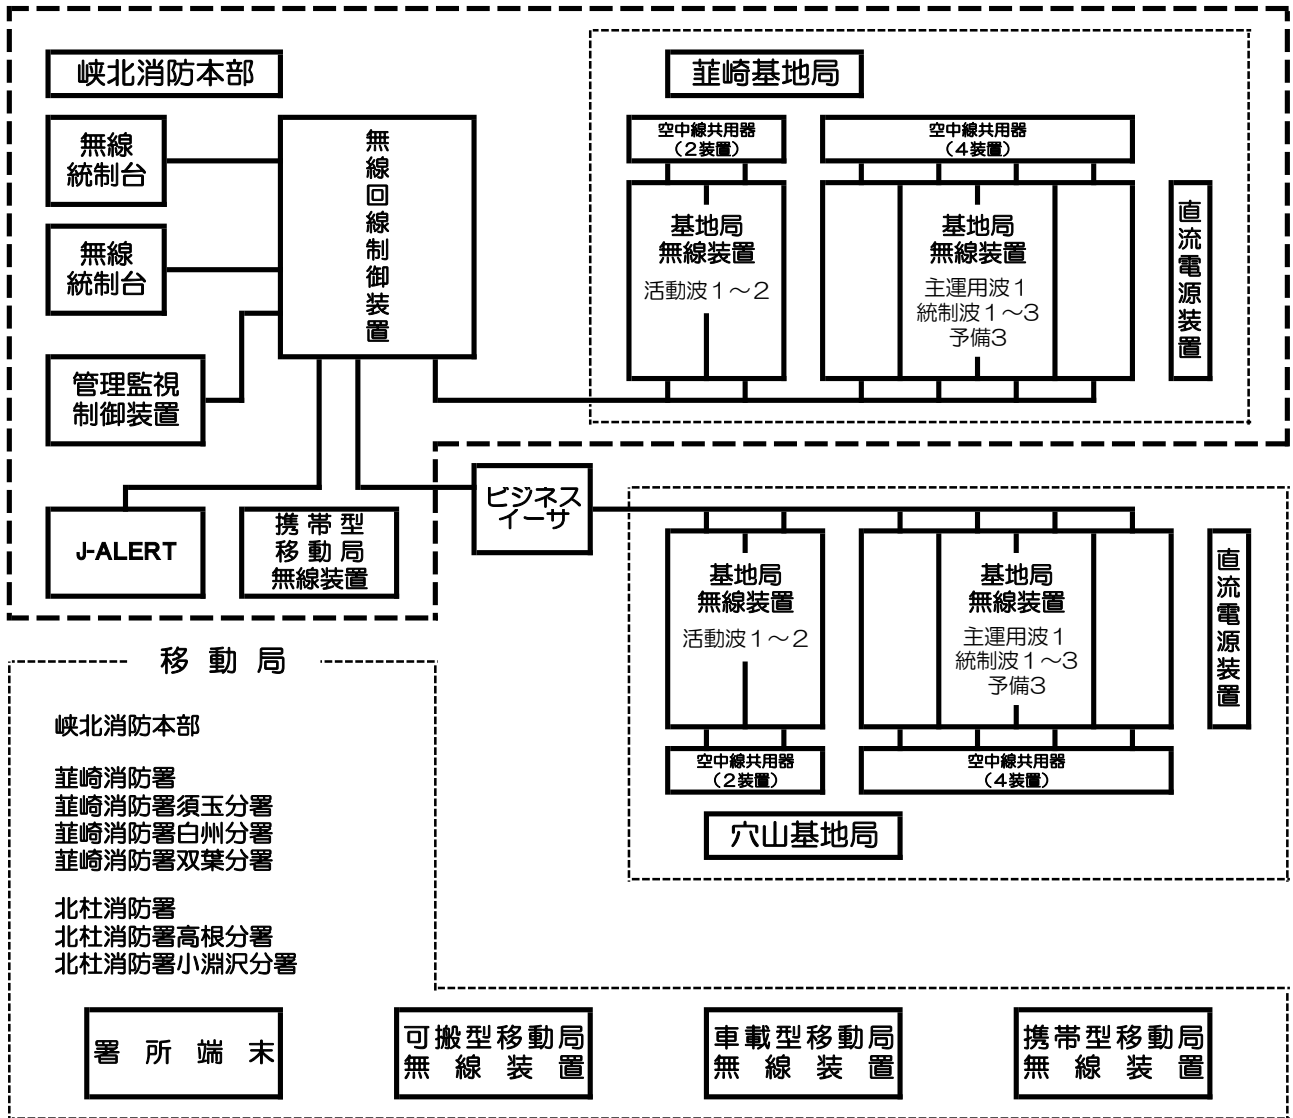 峡北消防本部
韮崎基地局
無線
統制台
無線
統制台
管理監視
制御装置
無線回線制御装置
空中線共用器
（２装置）
空中線共用器
（４装置）
基地局
無線装置
活動波１～２
基地局
無線装置
主運用波１
統制波１～３
予備３
直流電源装置
J-ALERT
携帯型
移動局
無線装置
ビジネス
イーサ
基地局
無線装置
活動波１～２
基地局
無線装置
主運用波１
統制波１～３
予備３
直流電源装置
空中線共用器
（２装置）
空中線共用器
（４装置）
穴山基地局
移動局
峡北消防本部
韮崎消防署
韮崎消防署須玉分署
韮崎消防署白州分署
韮崎消防署双葉分署
北杜消防署
北杜消防署高根分署
北杜消防署小淵沢分署
署所端末
可搬型移動局
無線装置
車載型移動局
無線装置
携帯型移動局
無線装置